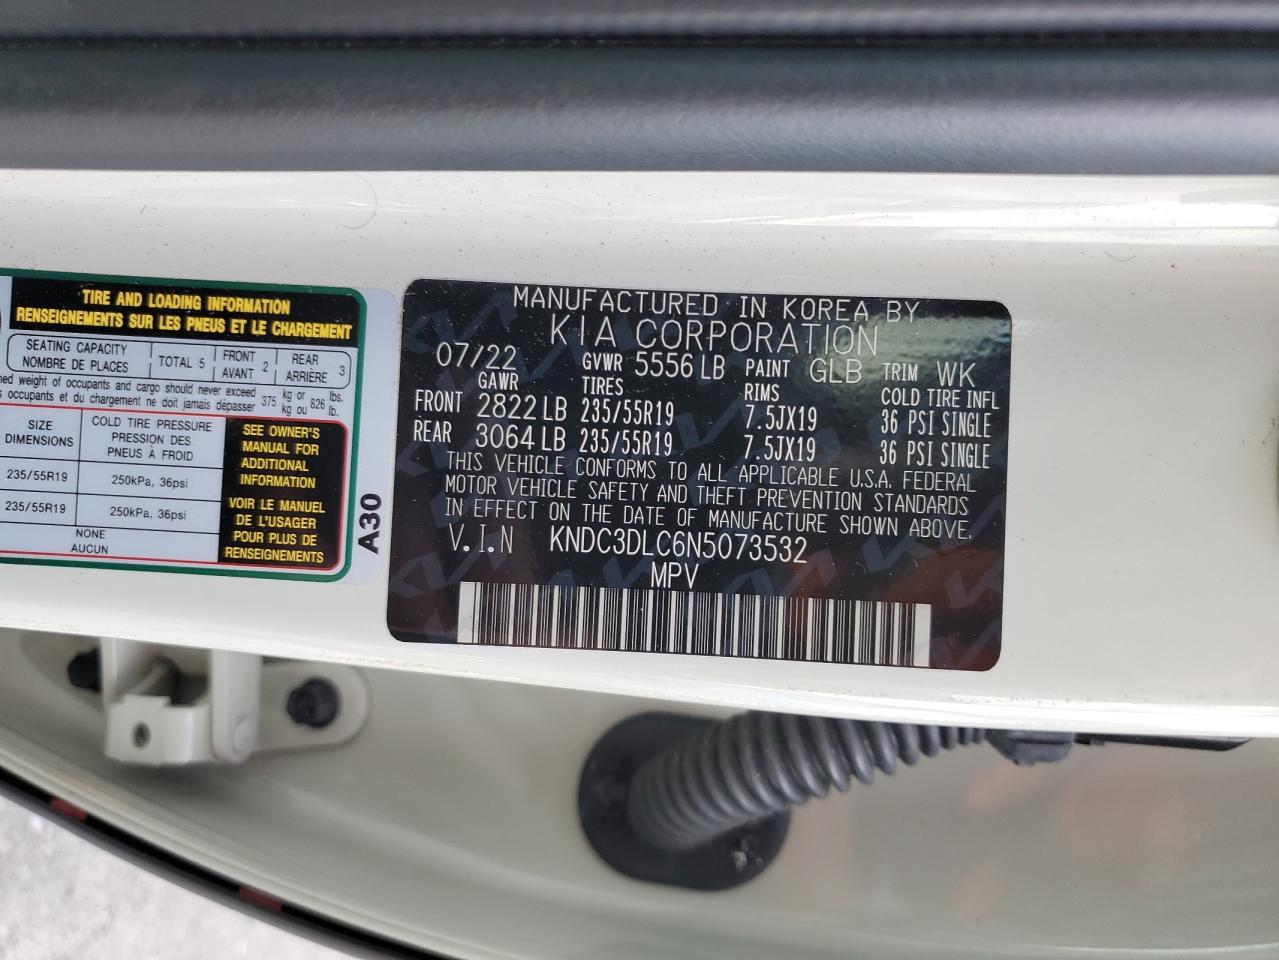 TIRE AND LOADING INFORMATION
RENSEIGNEMENTS SUR LES PNEUS ET LE CHARGEMENT
SEATING CAPACITY
NOMBRE DE PLACES
TOTAL 5
FRONT
AVANT 2
REAR
ARRIÈRE 3
weight of occupants and cargo should never exceed 375 kg or 826 lbs.
occupants et du chargement ne doit jamais dépasser 375 kg ou 826 lb.
SIZE
DIMENSIONS
COLD TIRE PRESSURE
PRESSION DES
PNEUS À FROID
235/55R19 250kPa, 36psi
235/55R19 250kPa, 36psi
NONE
AUCUN
SEE OWNER'S
MANUAL FOR
ADDITIONAL
INFORMATION
VOIR LE MANUEL
DE L'USAGER
POUR PLUS DE
RENSEIGNEMENTS
A30
MANUFACTURED IN KOREA BY
KIA CORPORATION
07/22 GVWR 5556 LB PAINT GLB TRIM WK
GAWR TIRES RIMS COLD TIRE INFL
FRONT 2822 LB 235/55R19 7.5JX19 36 PSI SINGLE
REAR 3064 LB 235/55R19 7.5JX19 36 PSI SINGLE
THIS VEHICLE CONFORMS TO ALL APPLICABLE U.S.A. FEDERAL
MOTOR VEHICLE SAFETY AND THEFT PREVENTION STANDARDS
IN EFFECT ON THE DATE OF MANUFACTURE SHOWN ABOVE.
V.I.N KNDC3DLC6N5073532
MPV